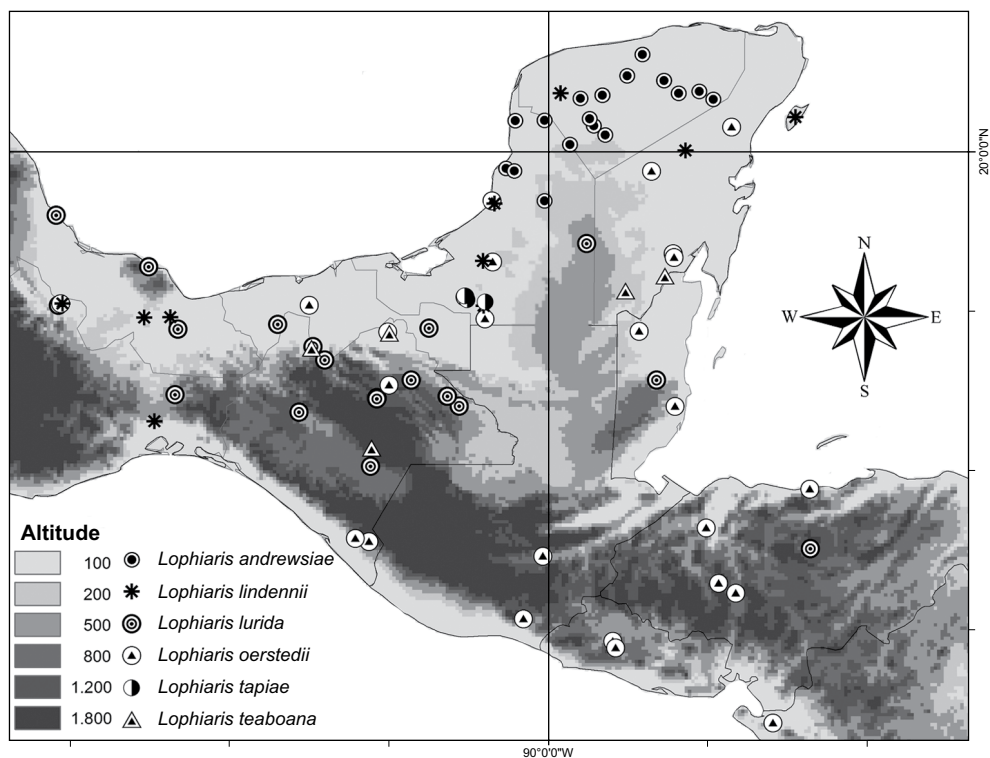 20°0'0"N
N
W
E
S
Altitude
100 Lophiaris andrewsiae
200 Lophiaris lindennii
500 Lophiaris lurida
800 Lophiaris oerstedii
1.200 Lophiaris tapiae
1.800 Lophiaris teaboana
90°0'0"W